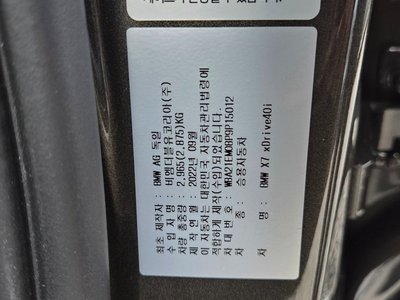 최초 제작자 : BMW AG 독일
수 입 자 명 : 비엠더블유코리아(주)
차량 총중량 : 2,965(2,875)KG
제 작 연 월 : 2022년 09월
이 자동차는 대한민국 자동차관리법령에
적합하게 제작(수입)되었습니다.
차 대 번 호 : WBA21EM08P9P15012
차 종 : 승용자동차
차 명 : BMW X7 xDrive40i